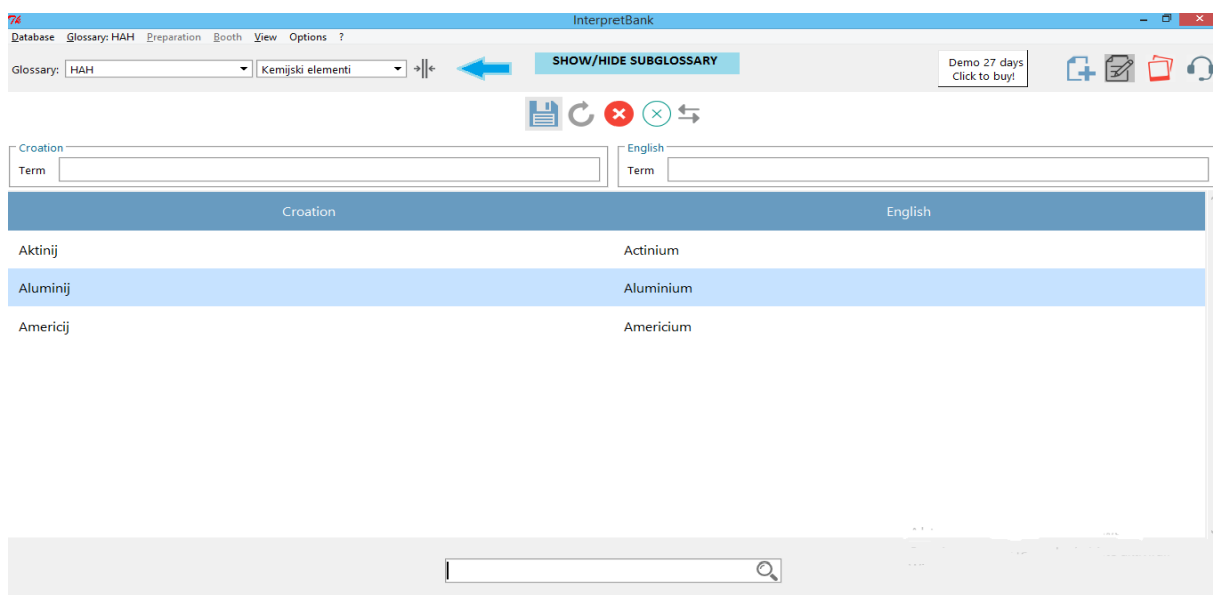 InterpretBank
Database Glossary: HAH Preparation Booth View Options ?
Glossary: HAH Kemijski elementi SHOW/HIDE SUBGLOSSARY Demo 27 days
Click to buy!
Croation English
Term Term
Croation English
Aktinij Actinium
Aluminij Aluminium
Americij Americium